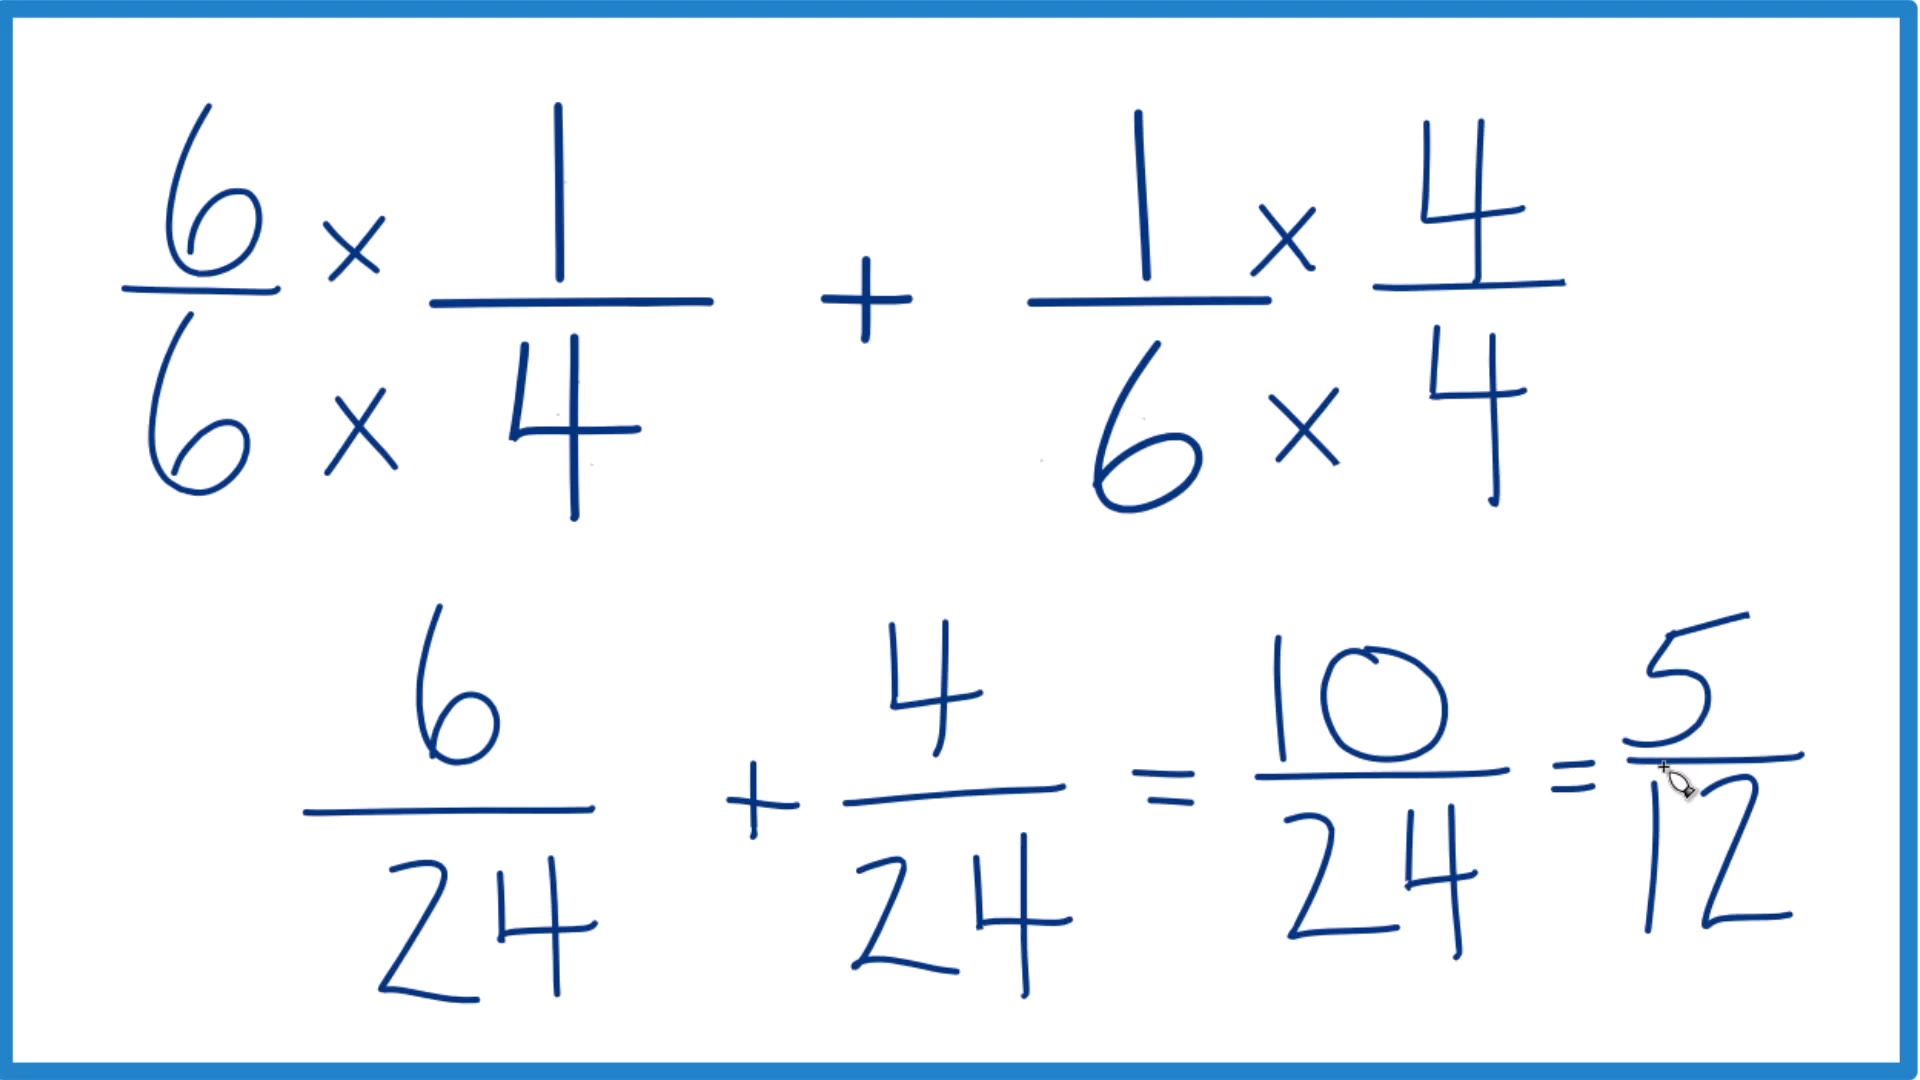 6/6 × 1/4 + 1/6 × 4/4
6/24 + 4/24 = 10/24 = 5/12